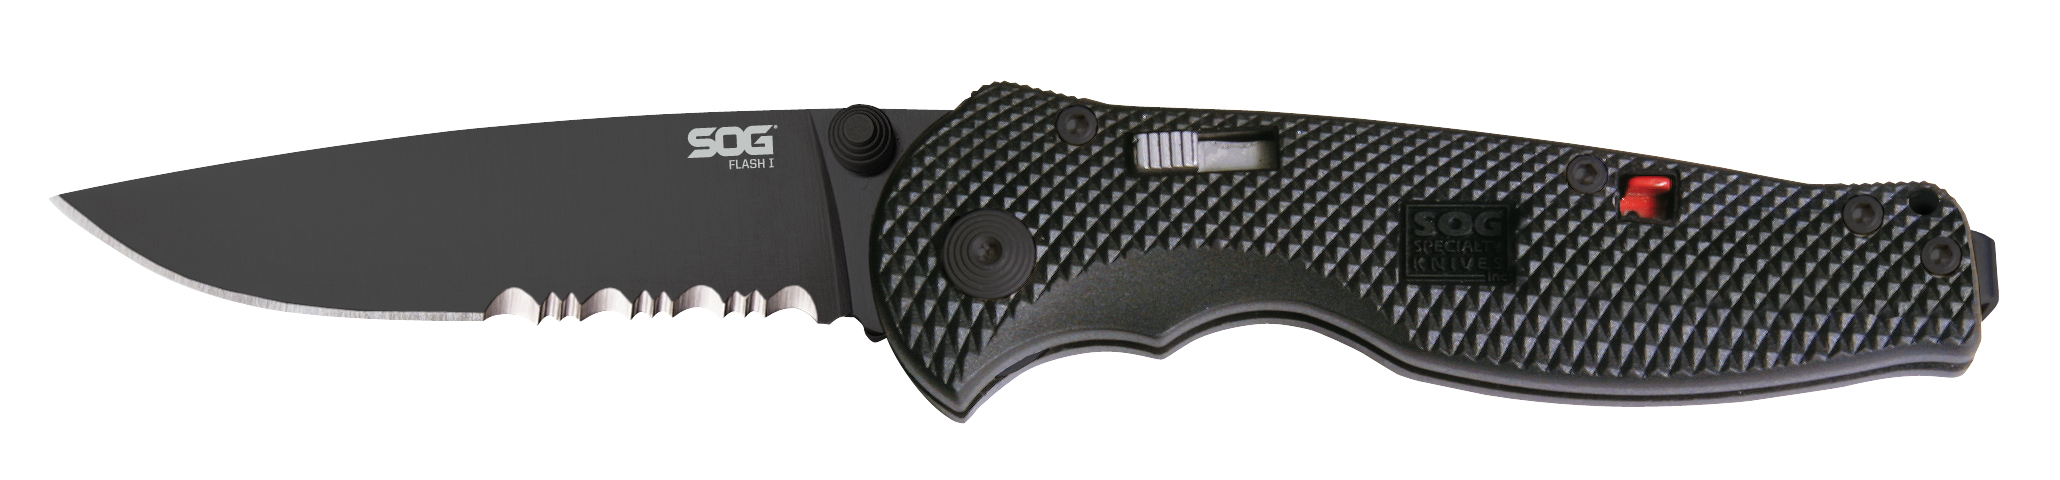 SOG®
FLASH I
SOG
SPECIALTY
KNIVES
INC